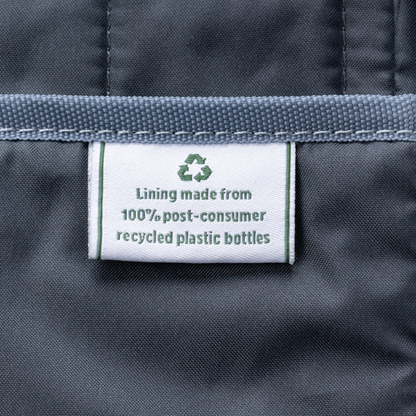 Lining made from
100% post-consumer
recycled plastic bottles